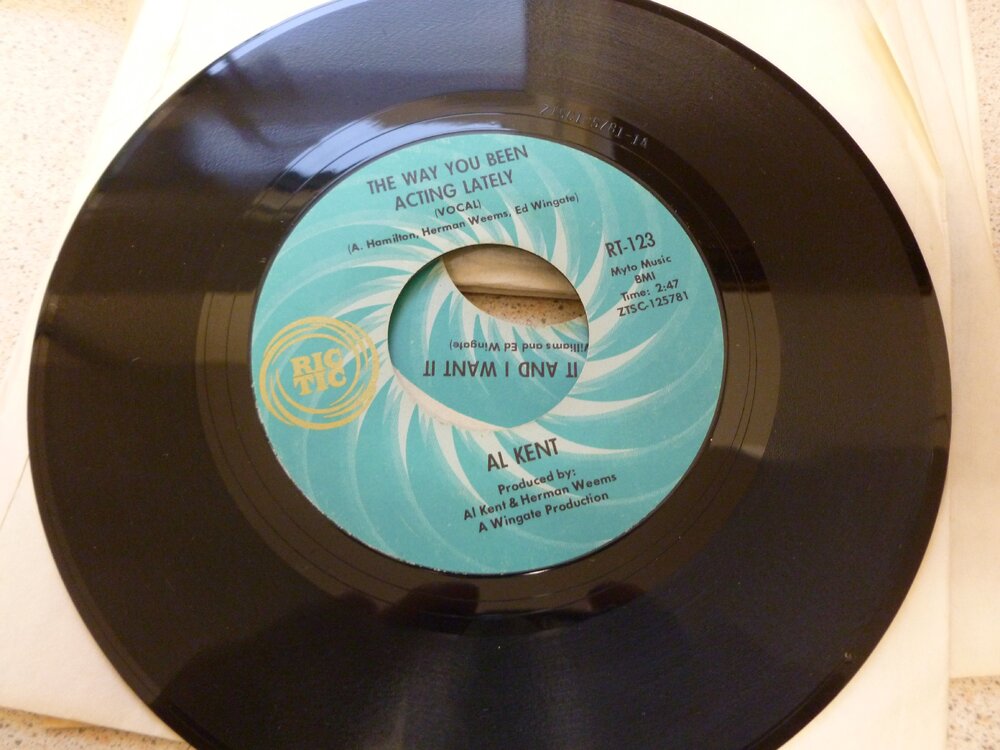 THE WAY YOU BEEN
ACTING LATELY
(VOCAL)
(A. Hamilton, Herman Weems, Ed Wingate)
RT-123
Myto Music
BMI
Time: 2:47
ZTSC-125781
RIC
TIC
IT AND I WANT IT
and Ed Wingate)
AL KENT
Produced by:
Al Kent & Herman Weems
A Wingate Production